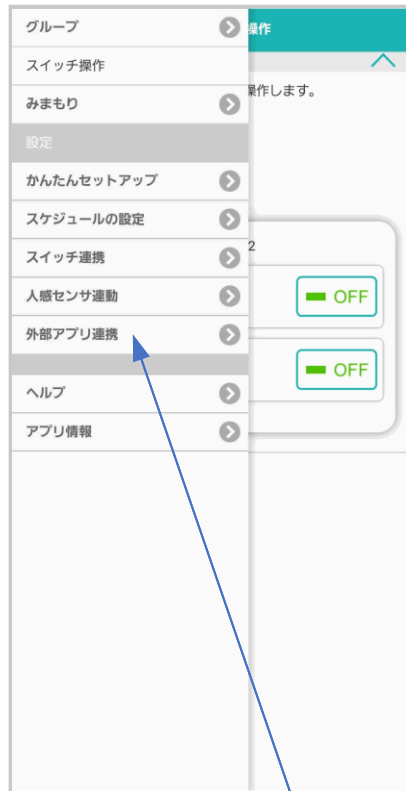 グループ
操作
スイッチ操作
操作します。
みまもり
設定
かんたんセットアップ
スケジュールの設定
スイッチ連携
2
人感センサ連動
OFF
外部アプリ連携
OFF
ヘルプ
アプリ情報